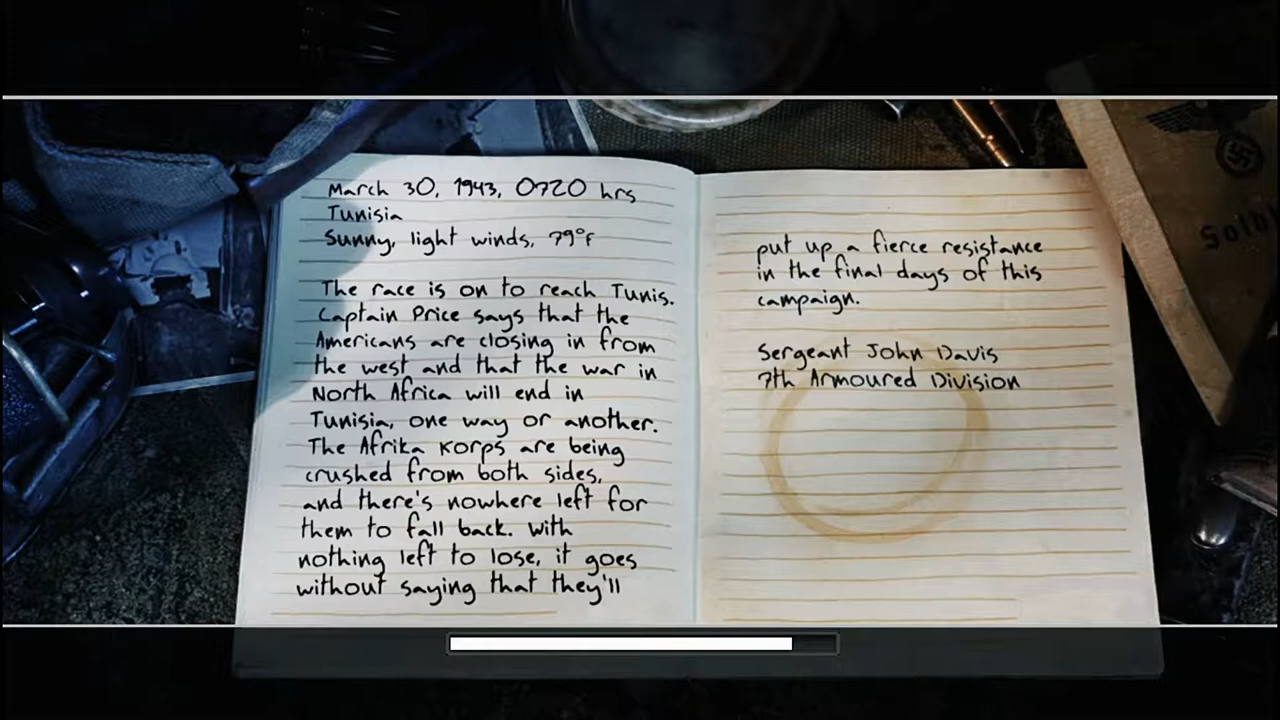 March 30, 1943, 0720 hrs
Tunisia
Sunny, light winds, 79°F
The race is on to reach Tunis.
Captain Price says that the
Americans are closing in from
the west and that the war in
North Africa will end in
Tunisia, one way or another.
The Afrika Korps are being
crushed from both sides,
and there's nowhere left for
them to fall back. With
nothing left to lose, it goes
without saying that they'll
put up a fierce resistance
in the final days of this
campaign.
Sergeant John Davis
7th Armoured Division